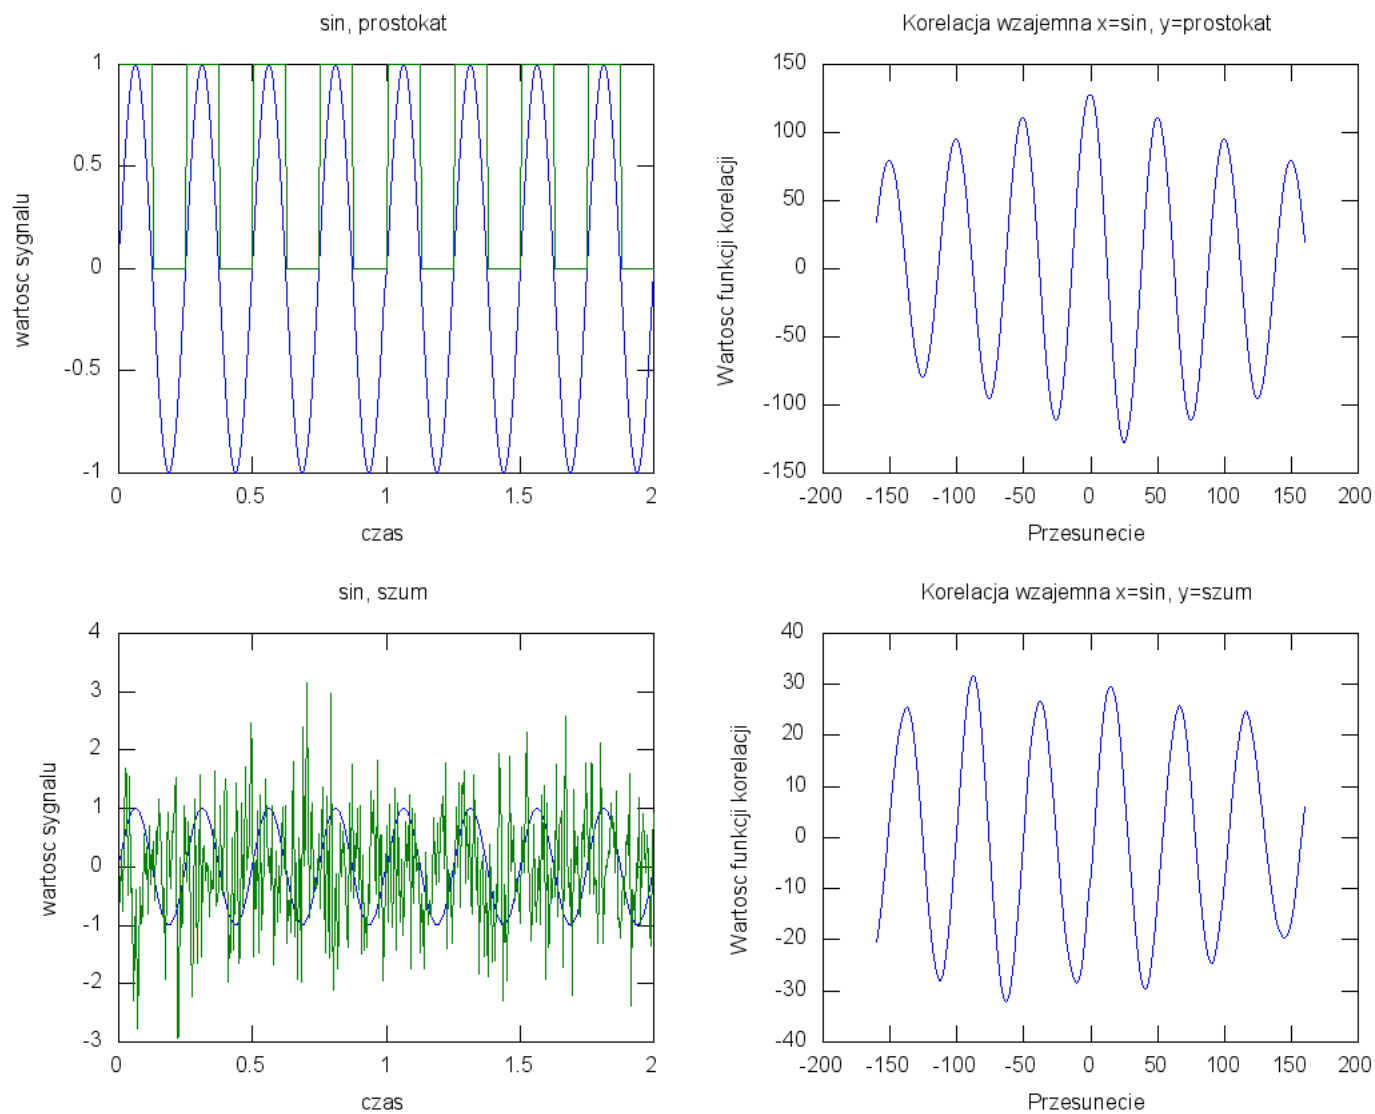 sin, prostokat
1
0.5
0
-0.5
-1
wartosc sygnalu
0 0.5 1 1.5 2
czas
Korelacja wzajemna x=sin, y=prostokat
150
100
50
0
-50
-100
-150
Wartosc funkcji korelacji
-200 -150 -100 -50 0 50 100 150 200
Przesuniecie
sin, szum
4
3
2
1
0
-1
-2
-3
wartosc sygnalu
0 0.5 1 1.5 2
czas
Korelacja wzajemna x=sin, y=szum
40
30
20
10
0
-10
-20
-30
-40
Wartosc funkcji korelacji
-200 -150 -100 -50 0 50 100 150 200
Przesuniecie